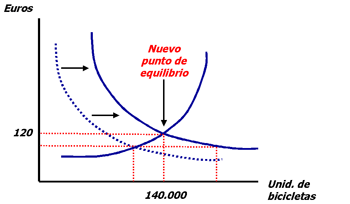 Euros
Nuevo
punto de
equilibrio
120
140.000
Unid. de
bicicletas